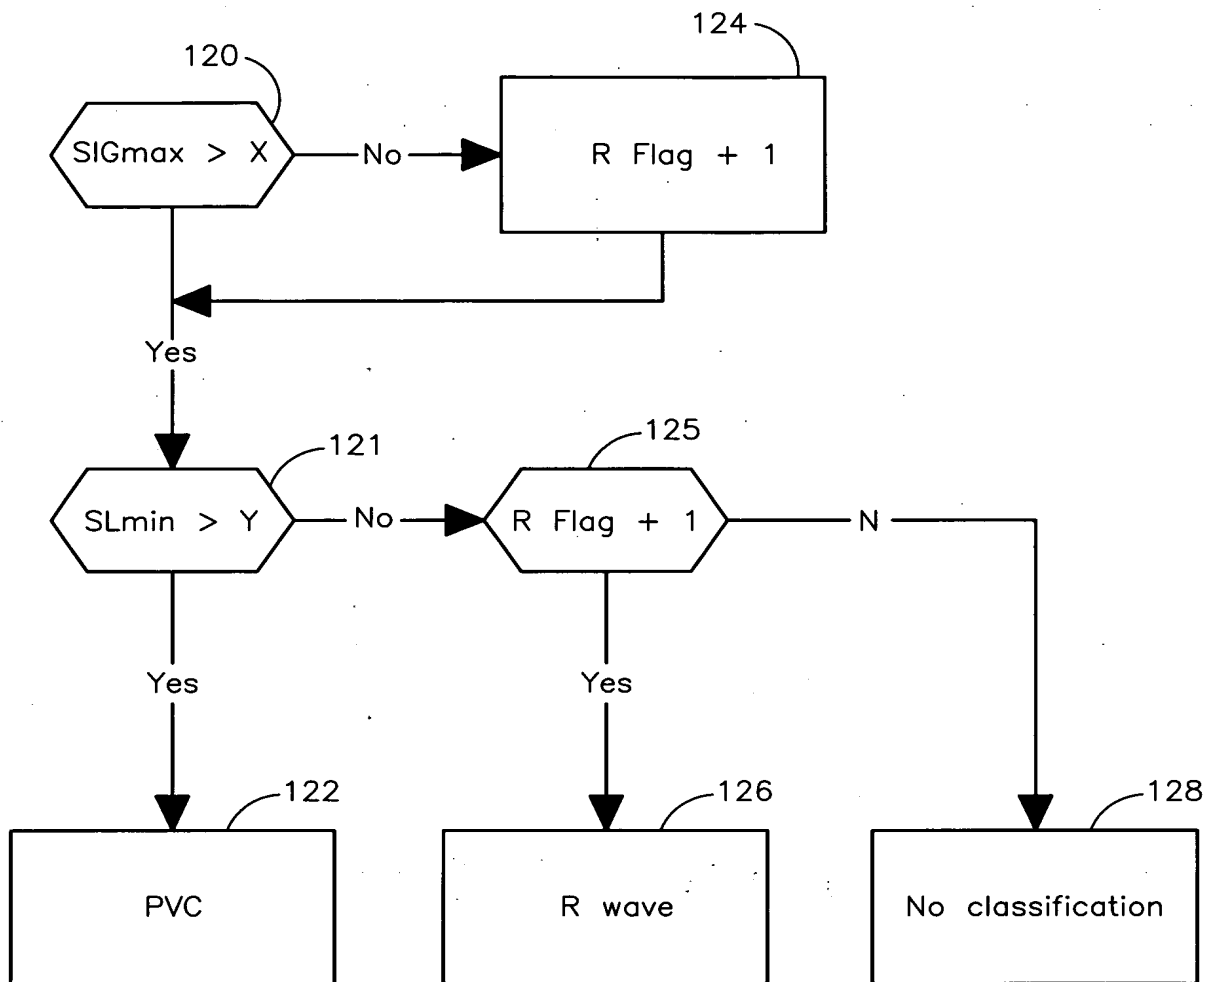 124
120
SIGmax > X
No
R Flag + 1
Yes
125
121
SLmin > Y
No
R Flag + 1
N
Yes
Yes
122
126
128
PVC
R wave
No classification